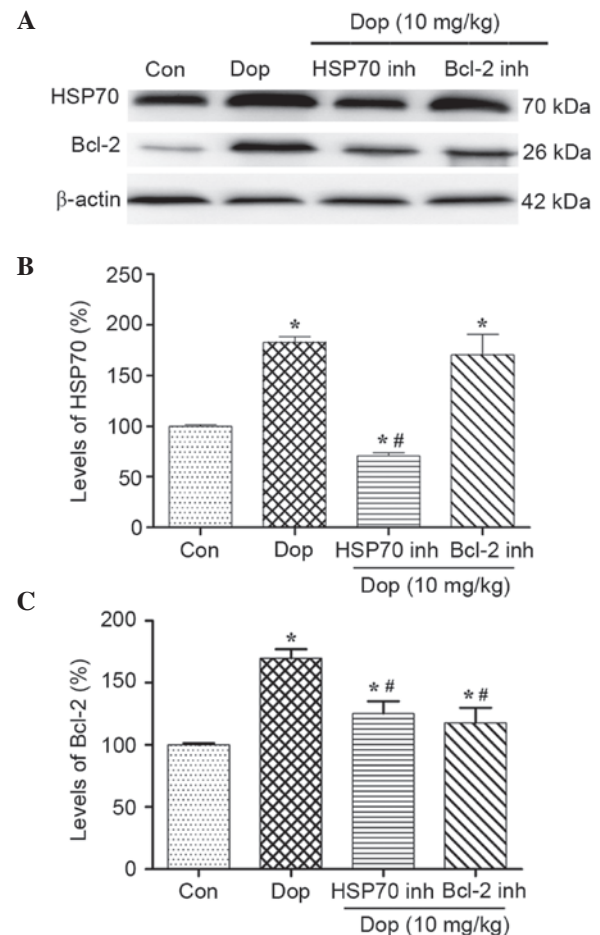 A
Dop (10 mg/kg)
Con Dop HSP70 inh Bcl-2 inh
HSP70 70 kDa
Bcl-2 26 kDa
β-actin 42 kDa
B
Levels of HSP70 (%)
250
200
150
100
50
0
* * # *
Con Dop HSP70 inh Bcl-2 inh
Dop (10 mg/kg)
C
Levels of Bcl-2 (%)
200
150
100
50
0
* * # * #
Con Dop HSP70 inh Bcl-2 inh
Dop (10 mg/kg)